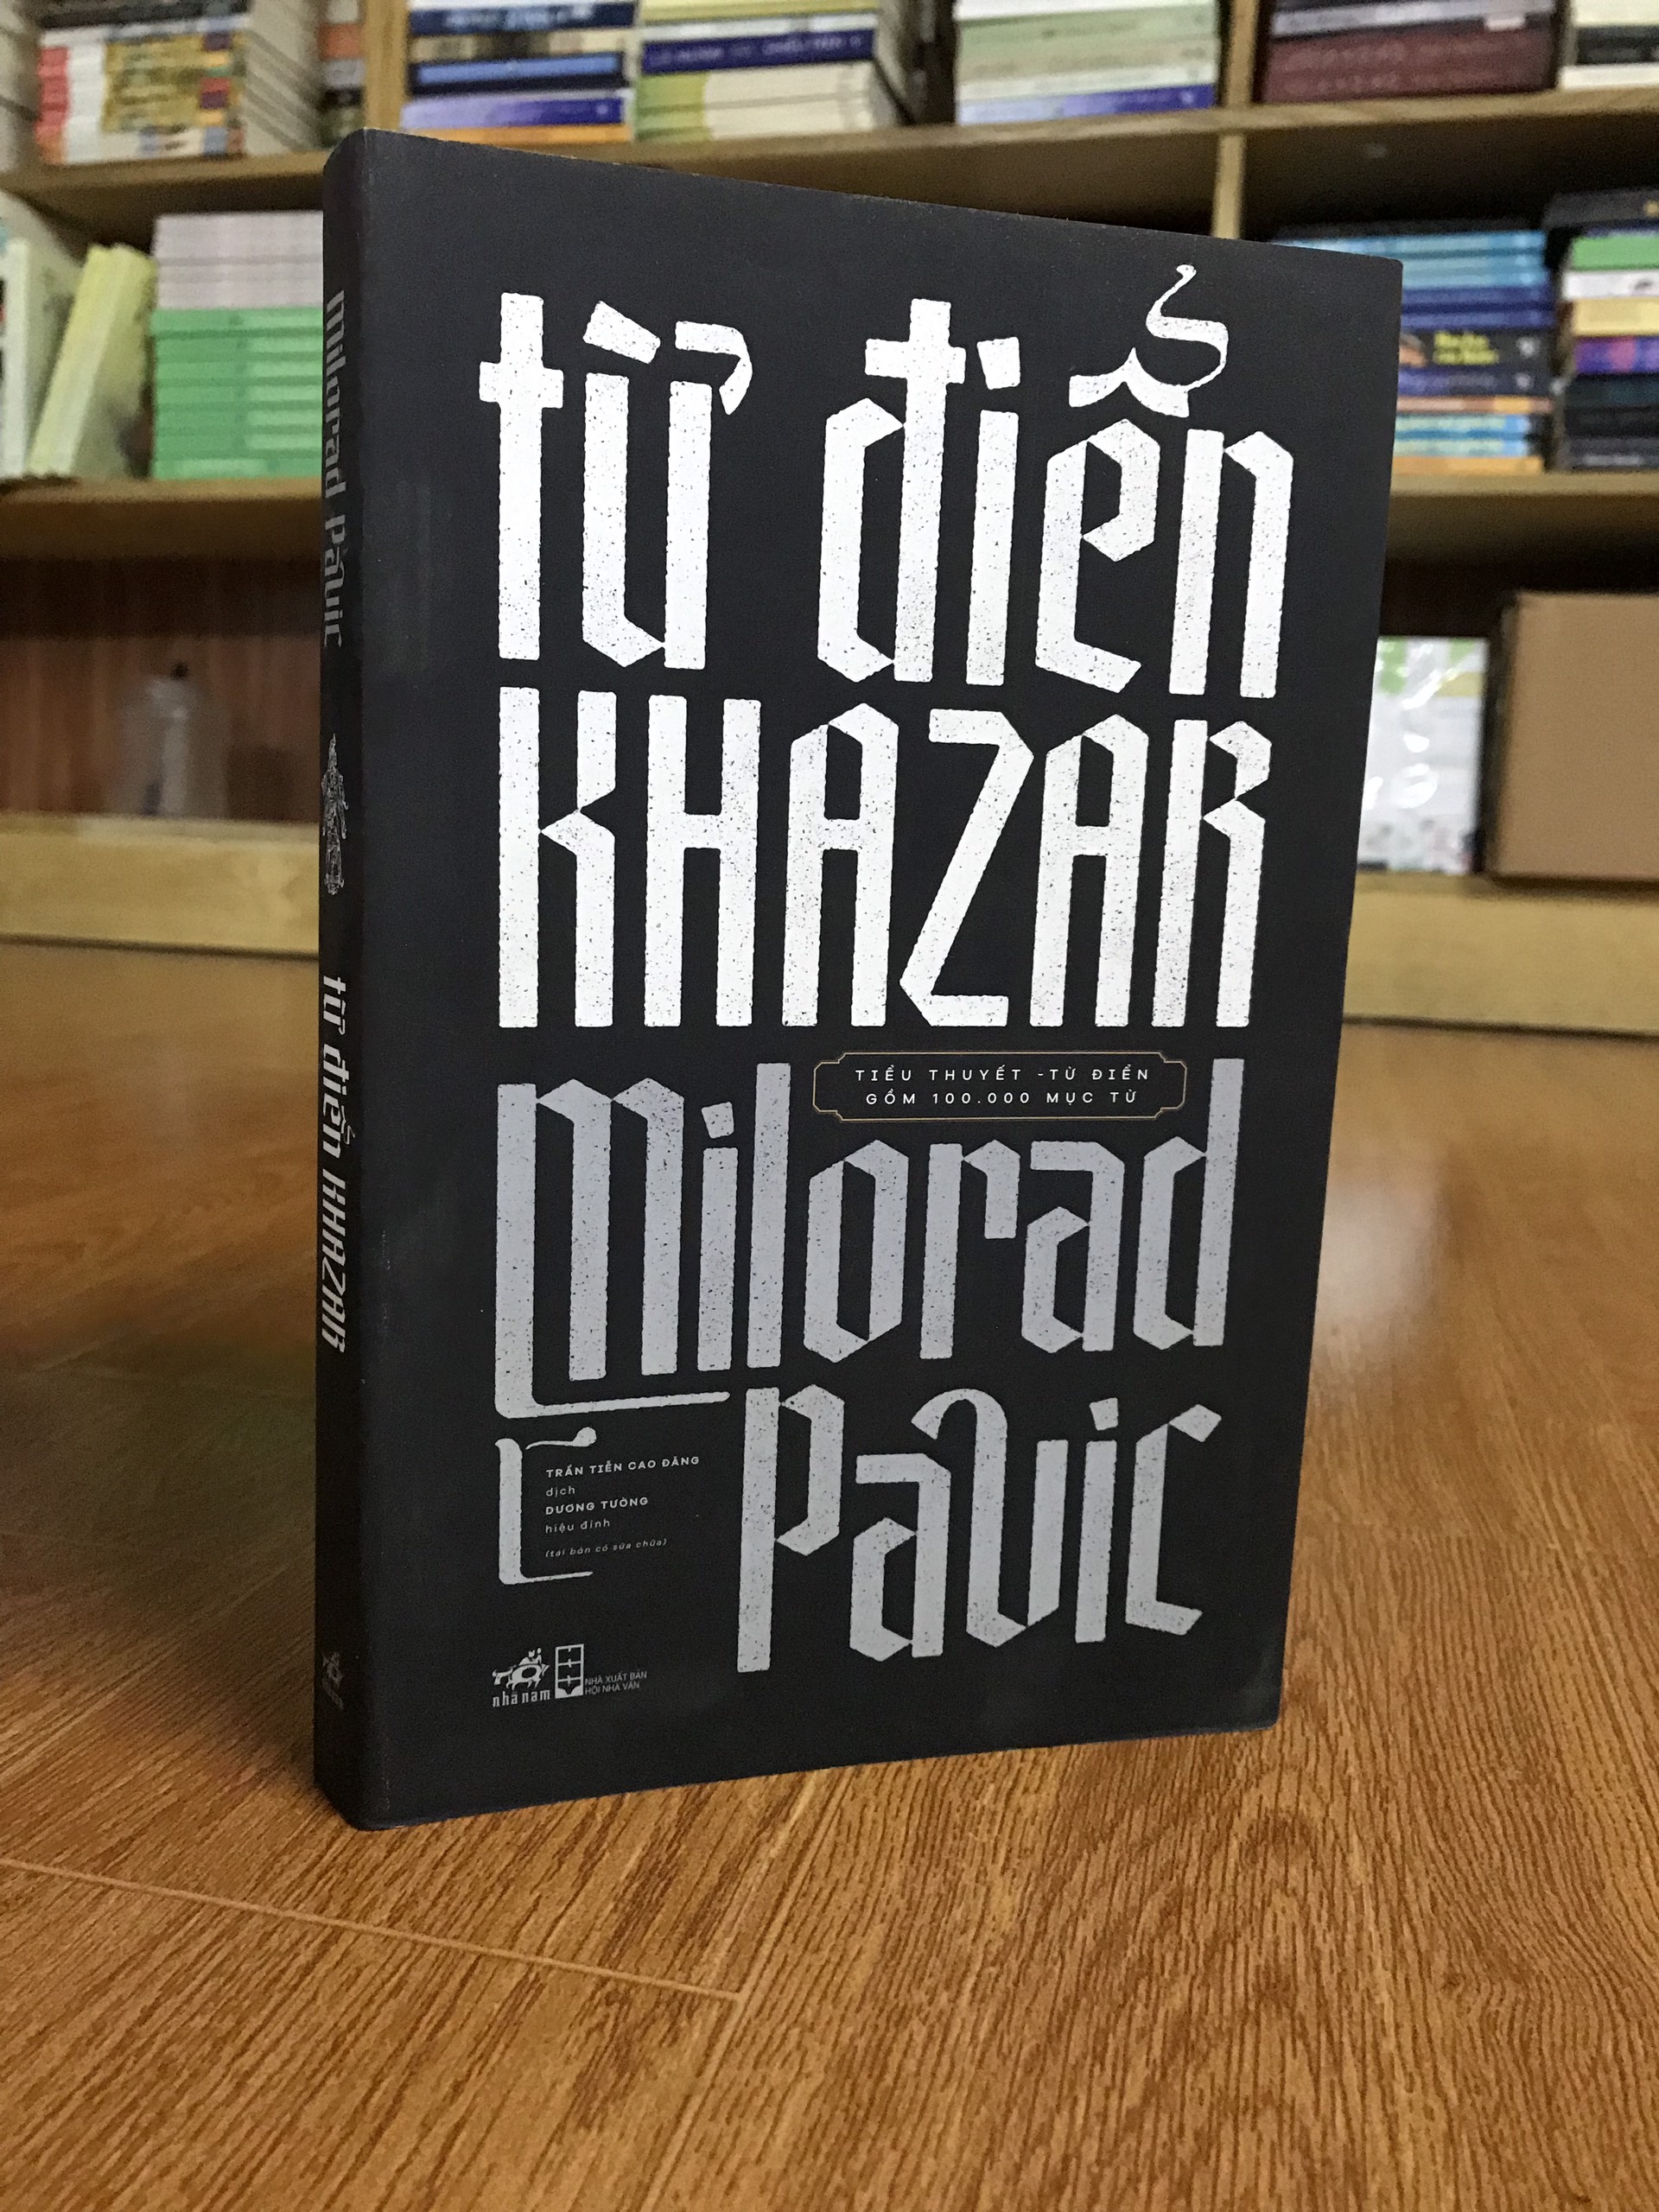 từ điển
KHAZAR
TIỂU THUYẾT - TỪ ĐIỂN
GỒM 100.000 MỤC TỪ
Milorad
Pavic
TRẦN TIỄN CAO ĐĂNG
dịch
DƯƠNG TƯỜNG
hiệu đính
(tái bản có sửa chữa)
nhã nam
NHÀ XUẤT BẢN
HỘI NHÀ VĂN
Milorad Pavic
từ điển KHAZAR